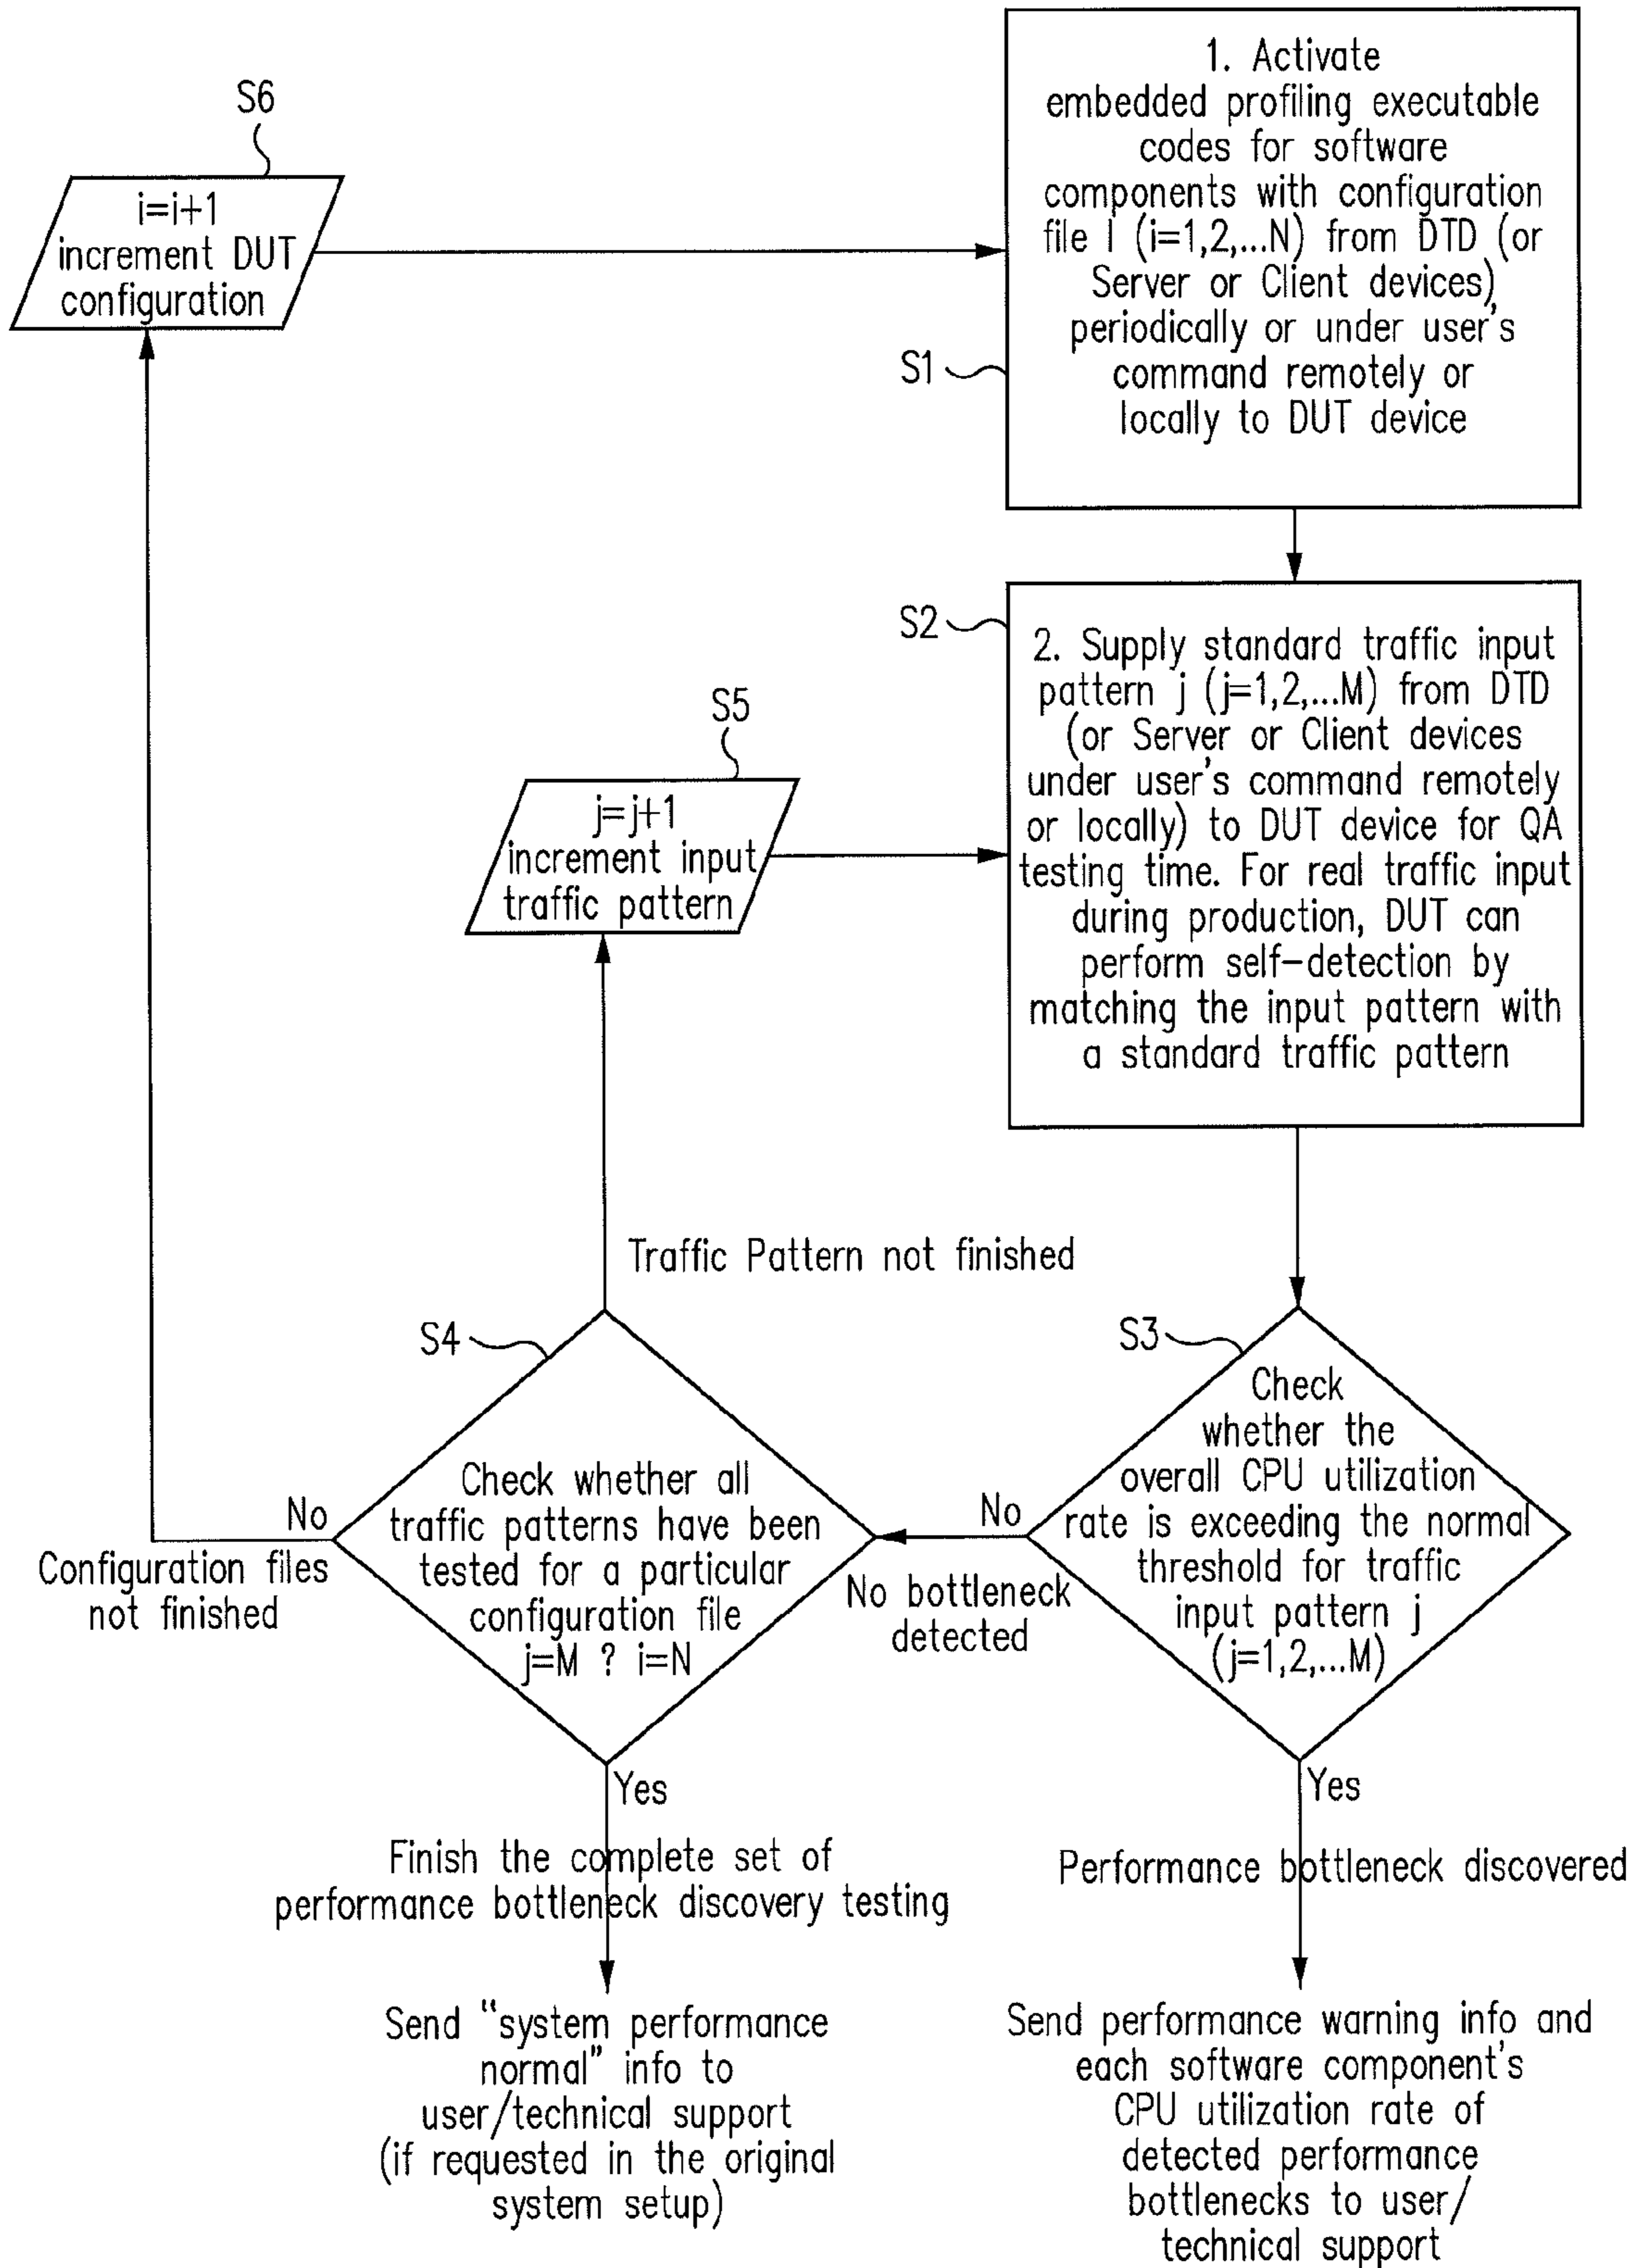 1. Activate
embedded profiling executable
codes for software
components with configuration
file I (i=1,2,...N) from DTD (or
Server or Client devices)
periodically or under user's
command remotely or
locally to DUT device
S1
S6
i=i+1
increment DUT
configuration
S2
2. Supply standard traffic input
pattern j (j=1,2,...M) from DTD
(or Server or Client devices
under user's command remotely
or locally) to DUT device for QA
testing time. For real traffic input
during production, DUT can
perform self-detection by
matching the input pattern with
a standard traffic pattern
S5
j=j+1
increment input
traffic pattern
Traffic Pattern not finished
S3
Check
whether the
overall CPU utilization
rate is exceeding the normal
threshold for traffic
input pattern j
(j=1,2,...M)
No
No bottleneck
detected
S4
Check whether all
traffic patterns have been
tested for a particular
configuration file
j=M ? i=N
No
Configuration files
not finished
Yes
Finish the complete set of
performance bottleneck discovery testing
Send "system performance
normal" info to
user/technical support
(if requested in the original
system setup)
Yes
Performance bottleneck discovered
Send performance warning info and
each software component's
CPU utilization rate of
detected performance
bottlenecks to user/
technical support